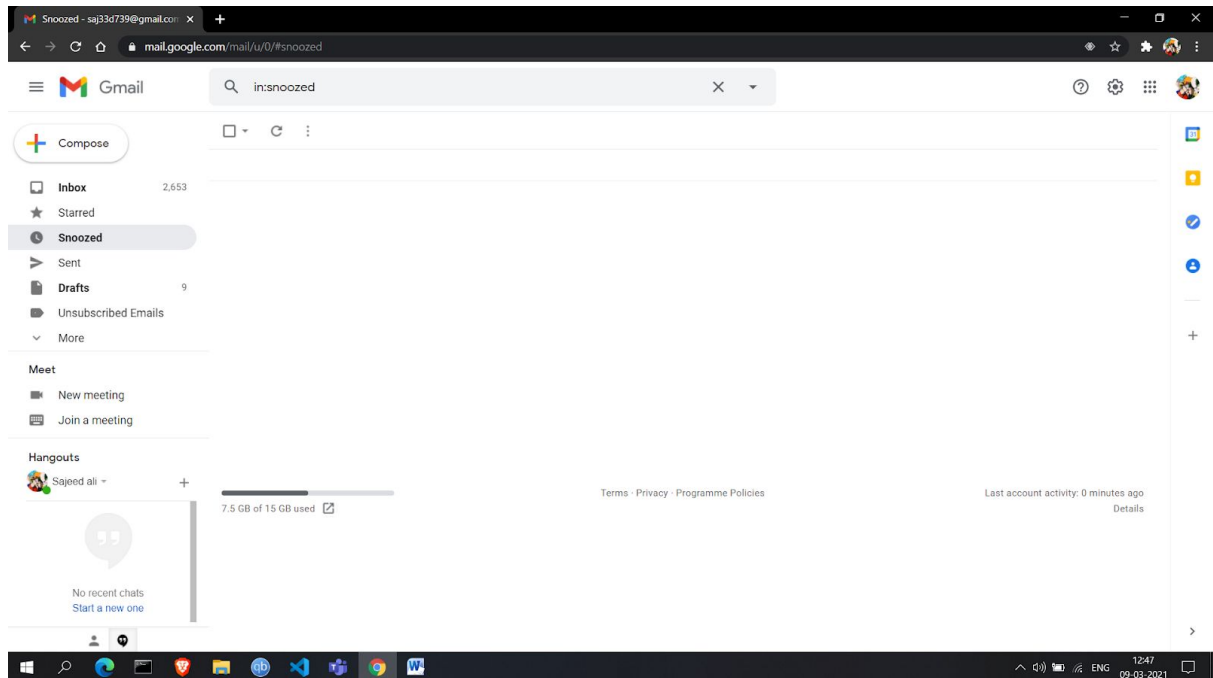 Snoozed - saj33d739@gmail.con
mail.google.com/mail/u/0/#snoozed
Gmail
in:snoozed
Compose
31
Inbox 2,653
Starred
Snoozed
Sent
Drafts 9
Unsubscribed Emails
More
Meet
New meeting
Join a meeting
Hangouts
Sajeed ali
7.5 GB of 15 GB used
Terms · Privacy · Programme Policies
Last account activity: 0 minutes ago
Details
No recent chats
Start a new one
qb
W
ENG
12:47
09-03-2021